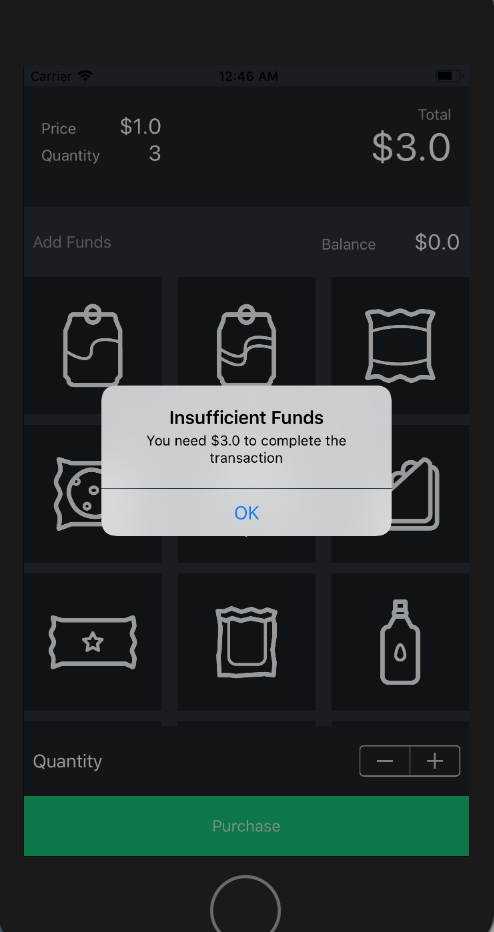 Carrier 12:46 AM
Price $1.0
Quantity 3
Total
$3.0
Add Funds
Balance $0.0
Insufficient Funds
You need $3.0 to complete the
transaction
OK
Quantity
Purchase